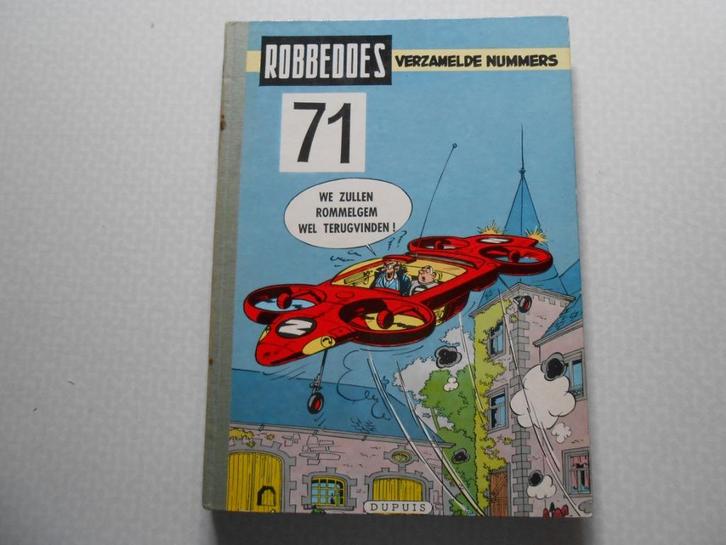 ROBBEDOES
VERZAMELDE NUMMERS
71
WE ZULLEN
ROMMELGEM
WEL TERUGVINDEN!
??
N
N
DUPUIS